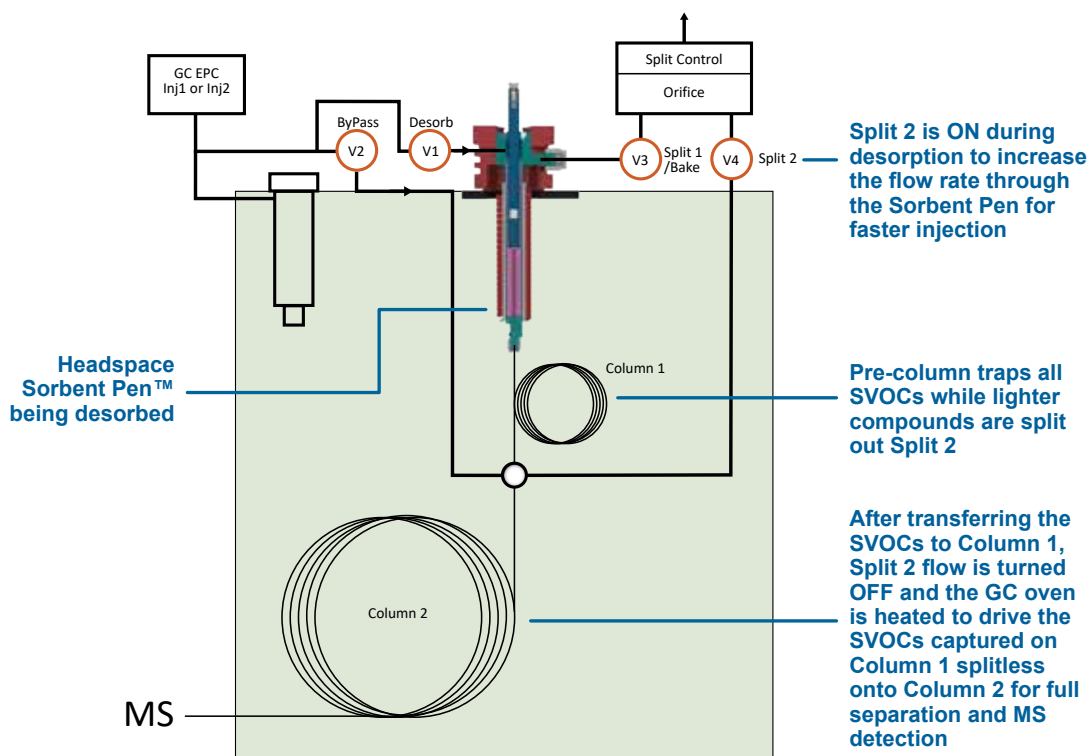 GC EPC
Inj1 or Inj2
ByPass
V2
Desorb
V1
Split Control
Orifice
V3
Split 1
/Bake
V4
Split 2
Split 2 is ON during
desorption to increase
the flow rate through
the Sorbent Pen for
faster injection
Headspace
Sorbent Pen™
being desorbed
Column 1
Pre-column traps all
SVOCs while lighter
compounds are split
out Split 2
Column 2
After transferring the
SVOCs to Column 1,
Split 2 flow is turned
OFF and the GC oven
is heated to drive the
SVOCs captured on
Column 1 splitless
onto Column 2 for full
separation and MS
detection
MS